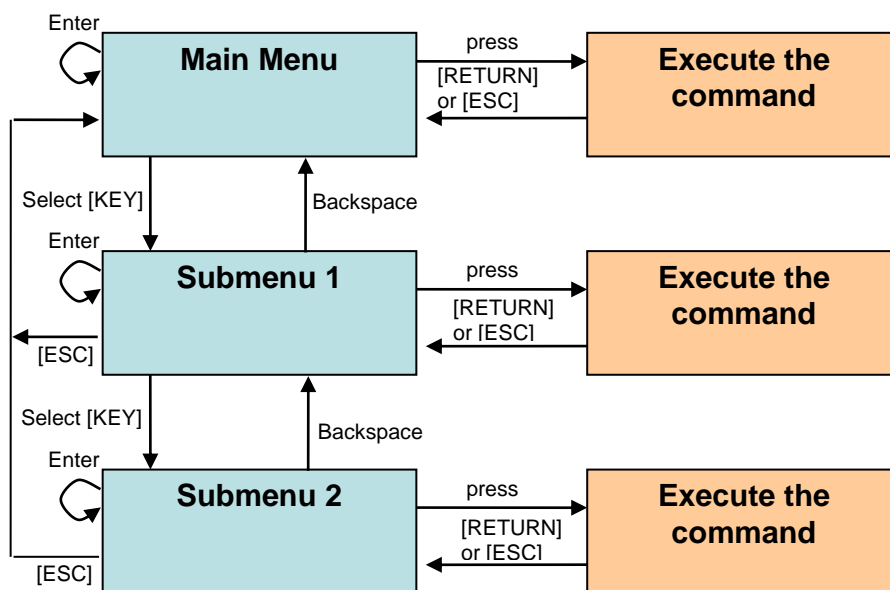 Enter
Main Menu
press
Execute the
command
[RETURN]
or [ESC]
Select [KEY]
Backspace
Enter
Submenu 1
press
Execute the
command
[RETURN]
or [ESC]
[ESC]
Select [KEY]
Backspace
Enter
Submenu 2
press
Execute the
command
[RETURN]
or [ESC]
[ESC]